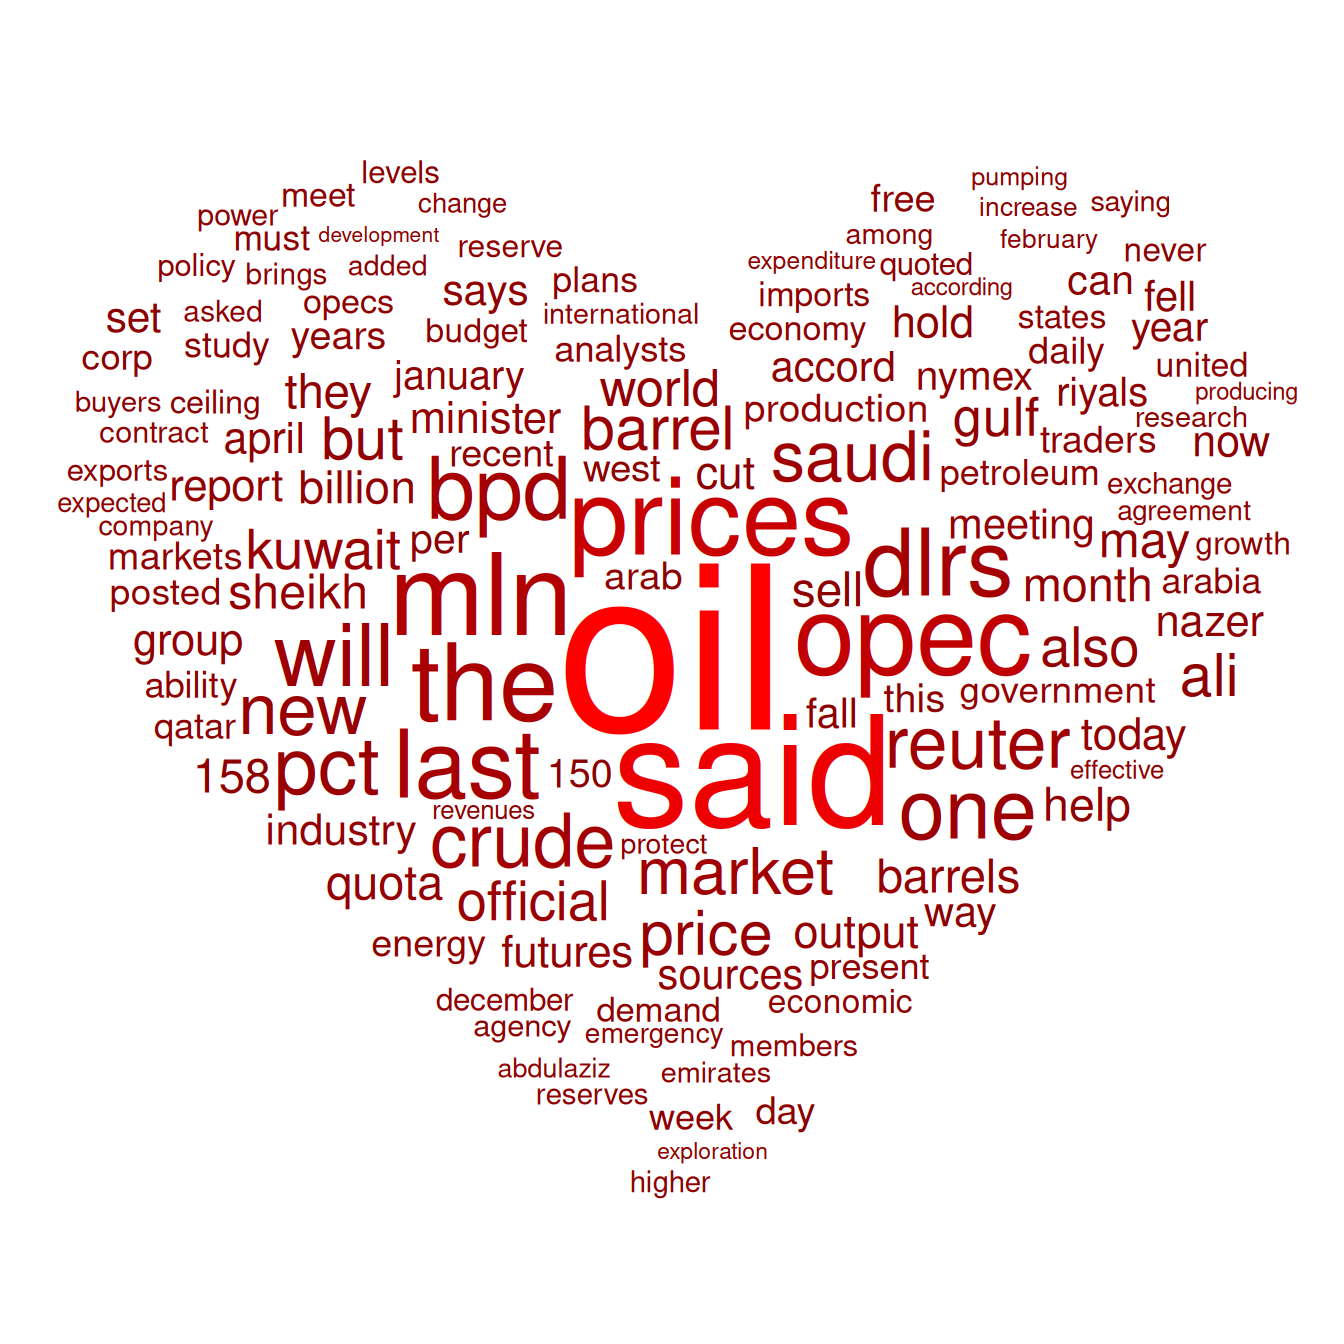 levels
pumping
meet
free
saying
change
increase
power
must
development
among
february
reserve
never
policy
brings
added
expenditure
quoted
plans
can
says
imports
according
fell
opecs
set
asked
international
hold
states
years
budget
economy
year
study
corp
analysts
daily
accord
united
january
nymex
they
world
riyals
producing
buyers
ceiling
minister
production
gulf
research
contract
april
but
barrel
traders
now
recent
saudi
exports
west
cut
petroleum
report
billion
bpd
exchange
expected
prices
agreement
company
meeting
markets
kuwait
per
may
growth
dlrs
mln
arab
posted
sheikh
sell
month
arabia
oil
nazer
group
will
opec
also
the
ali
ability
government
this
new
fall
qatar
reuter
today
last
158
pct
150
said
effective
help
revenues
one
industry
crude
protect
market
barrels
quota
official
way
price
output
energy
futures
sources
present
december
demand
economic
agency
emergency
members
abdulaziz
emirates
reserves
week
day
exploration
higher